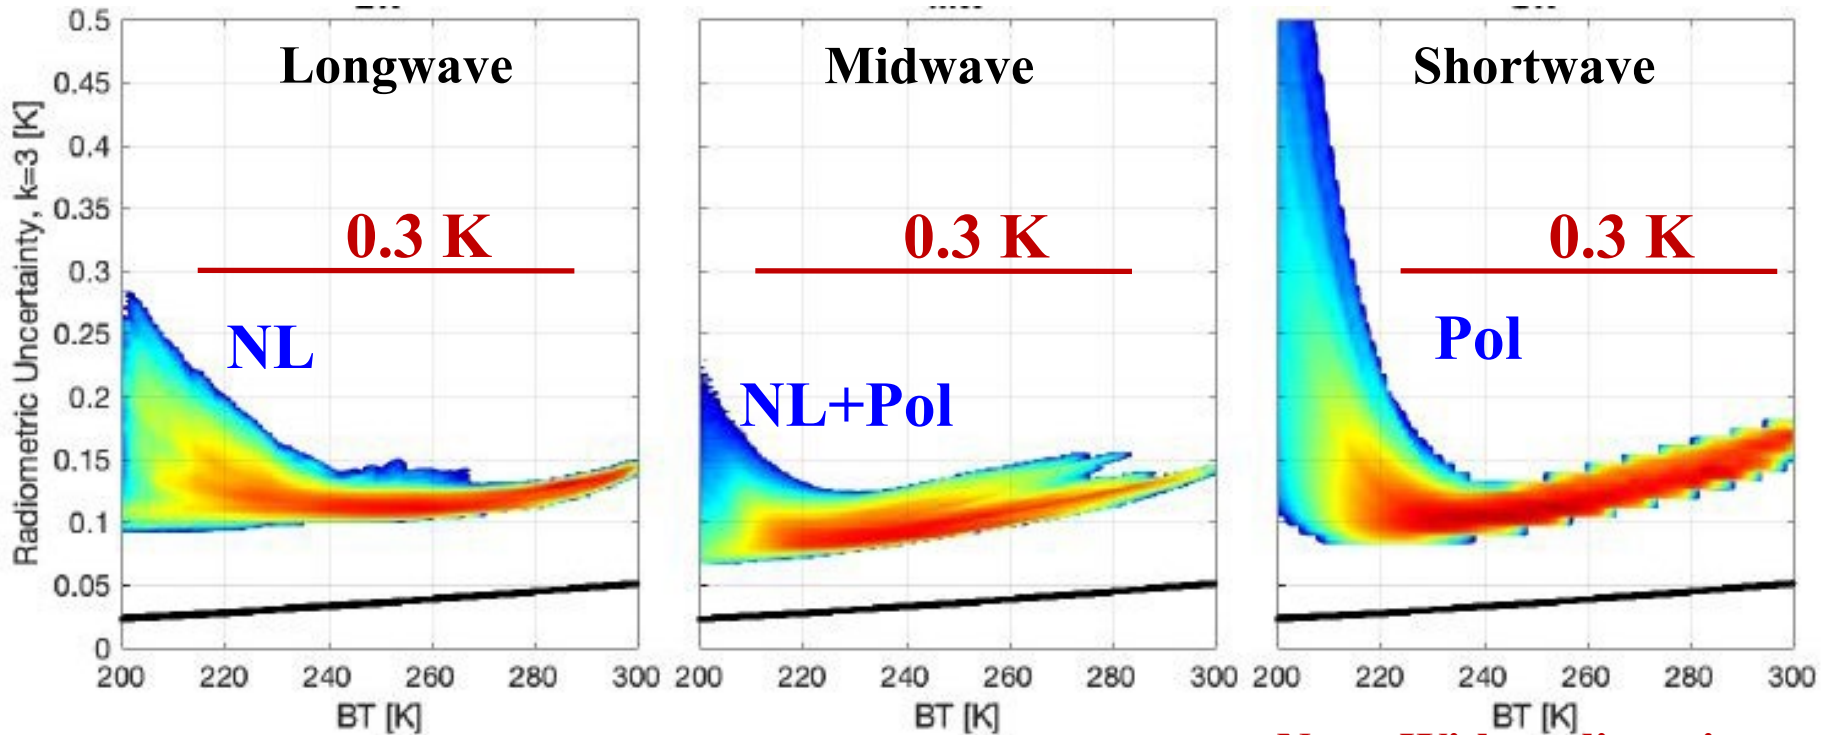 Longwave
Midwave
Shortwave
0.3 K
0.3 K
0.3 K
NL
NL+Pol
Pol
Radiometric Uncertainty, k=3 [K]
0.5
0.45
0.4
0.35
0.3
0.25
0.2
0.15
0.1
0.05
0
200 220 240 260 280 300
200 220 240 260 280 300
200 220 240 260 280 300
BT [K]
BT [K]
BT [K]